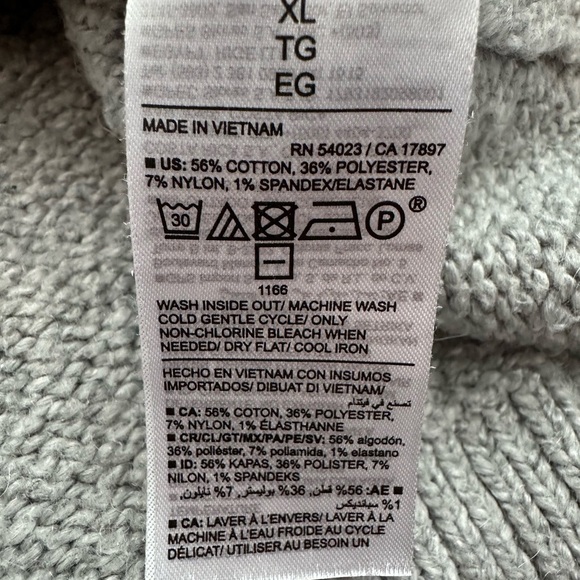 XL
TG
EG
MADE IN VIETNAM
RN 54023 / CA 17897
■ US: 56% COTTON, 36% POLYESTER,
7% NYLON, 1% SPANDEX/ELASTANE
30 P ®
1166
WASH INSIDE OUT/ MACHINE WASH
COLD GENTLE CYCLE/ ONLY
NON-CHLORINE BLEACH WHEN
NEEDED/ DRY FLAT/ COOL IRON
HECHO EN VIETNAM CON INSUMOS
IMPORTADOS/ DIBUAT DI VIETNAM/
تصنع في فيتنام
■ CA: 56% COTON, 36% POLYESTER,
7% NYLON, 1% ÉLASTHANNE
■ CR/CL/GT/MX/PA/PE/SV: 56% algodón,
36% poliéster, 7% poliamida, 1% elastano
■ ID: 56% KAPAS, 36% POLISTER, 7%
NILON, 1% SPANDEKS
■ AE: 56% قطن, 36% بوليستر, 7% نايلون,
1% سبانديكس
■ CA: LAVER À L'ENVERS/ LAVER À LA
MACHINE À L'EAU FROIDE AU CYCLE
DÉLICAT/ UTILISER AU BESOIN UN